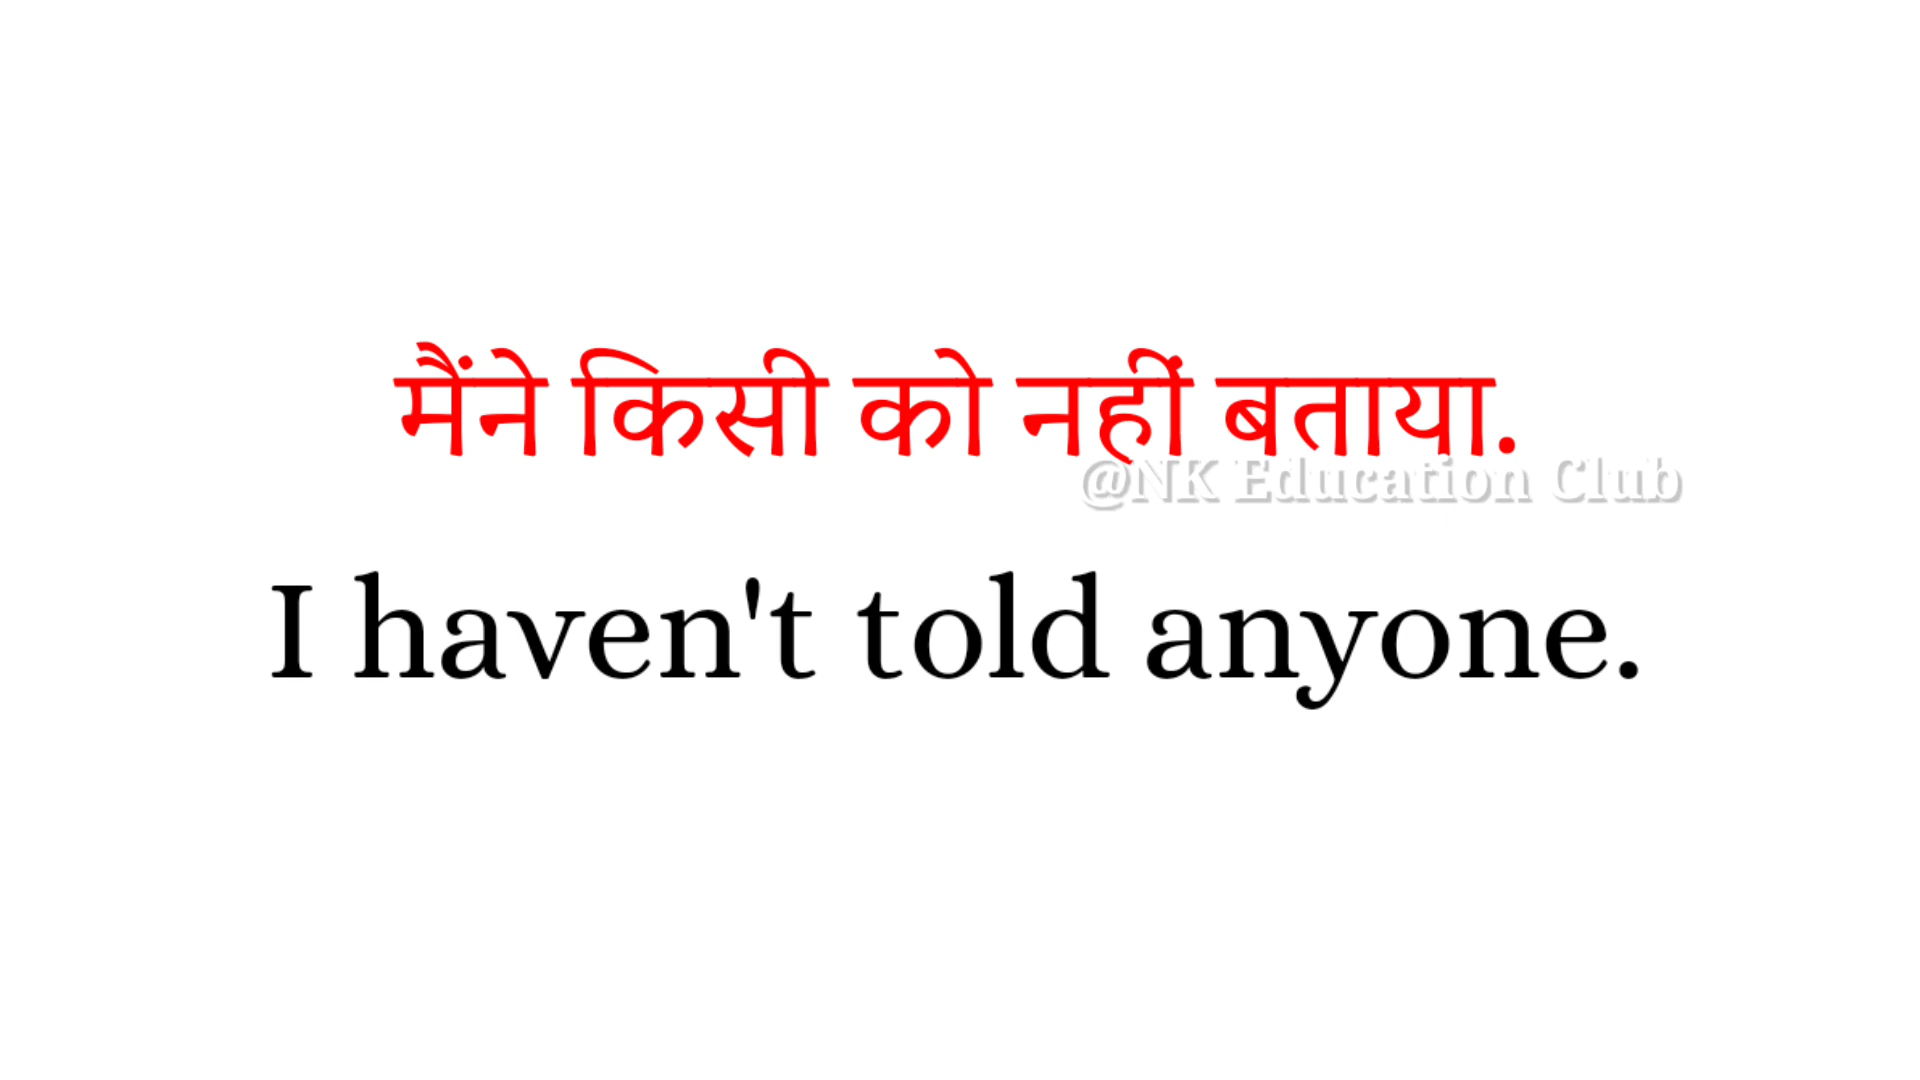 मैंने किसी को नहीं बताया.
@NK Education Club
I haven't told anyone.